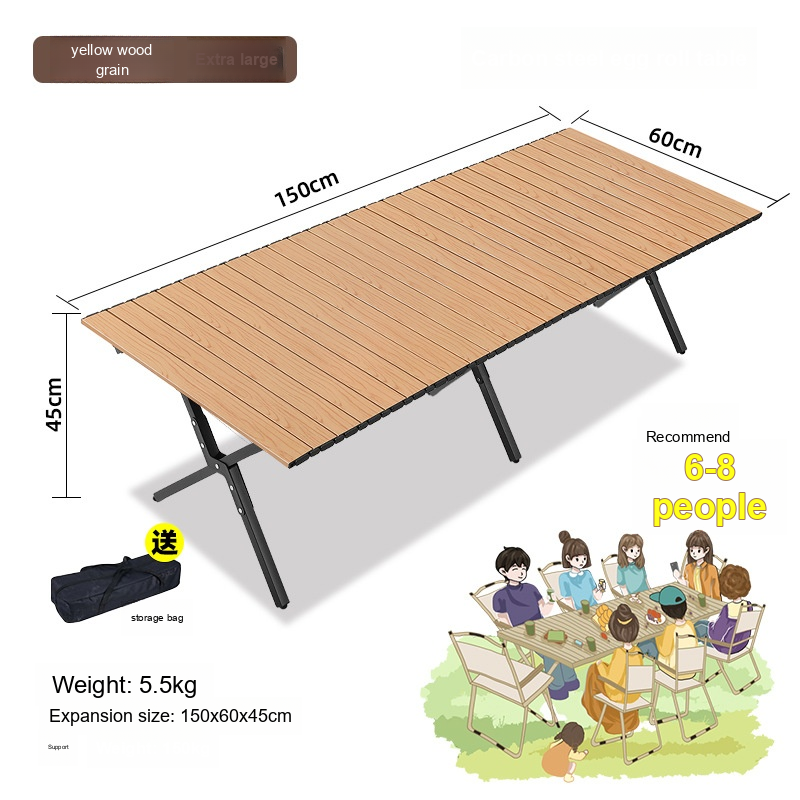 yellow wood
grain
Extra large
150cm
60cm
45cm
Recommend
6-8
people
送
storage bag
Weight: 5.5kg
Expansion size: 150x60x45cm
Support